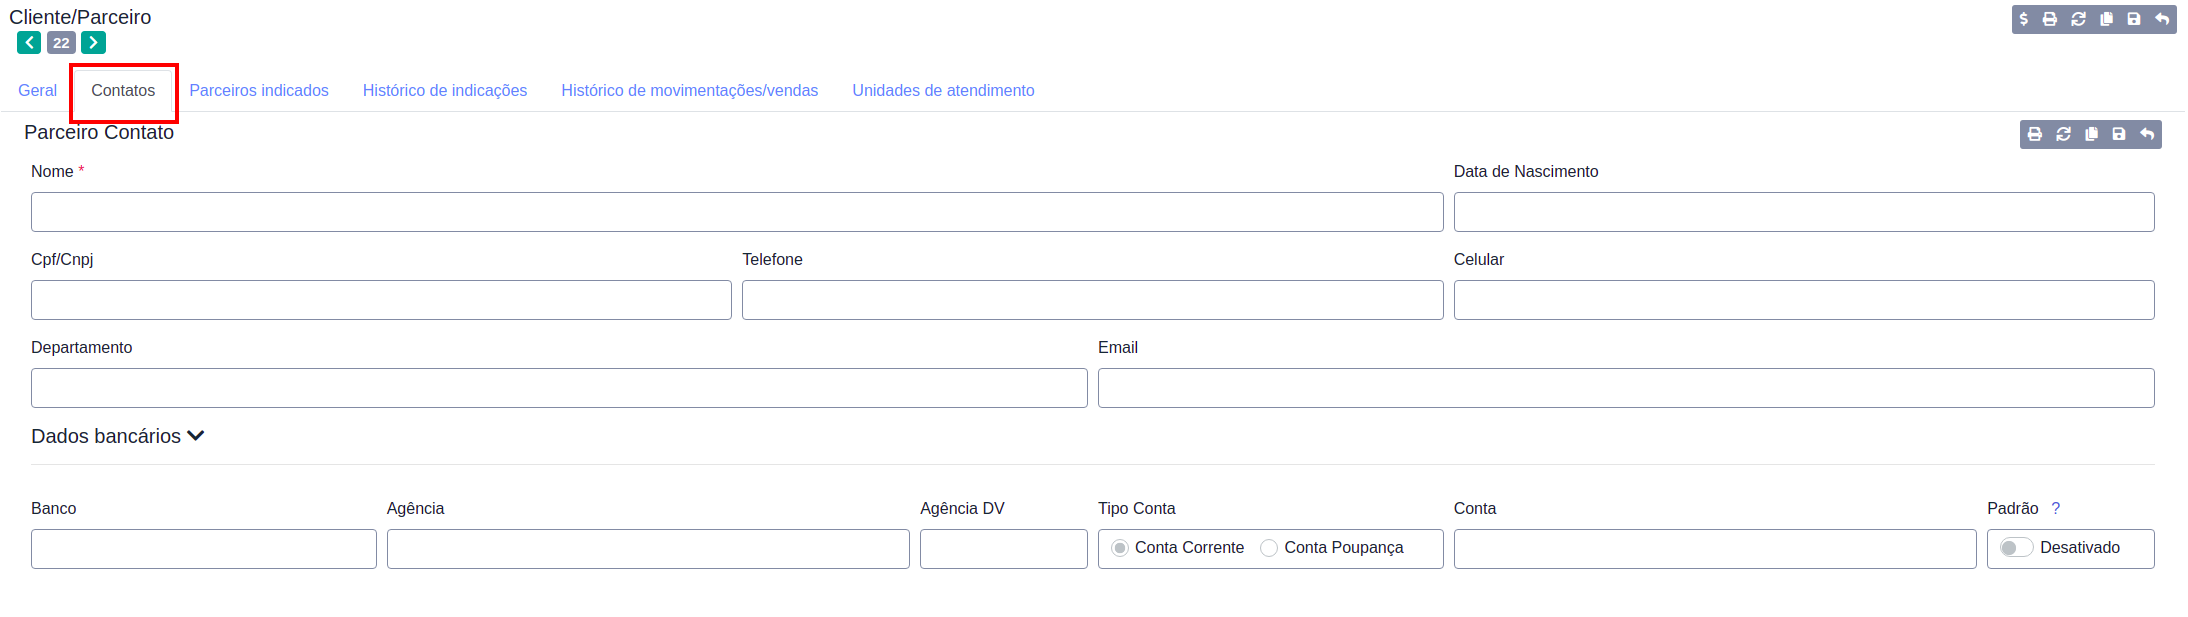 Cliente/Parceiro
22
Geral Contatos Parceiros indicados Histórico de indicações Histórico de movimentações/vendas Unidades de atendimento
Parceiro Contato
Nome * Data de Nascimento
Cpf/Cnpj Telefone Celular
Departamento Email
Dados bancários
Banco Agência Agência DV Tipo Conta Conta Padrão ?
Conta Corrente Conta Poupança Desativado